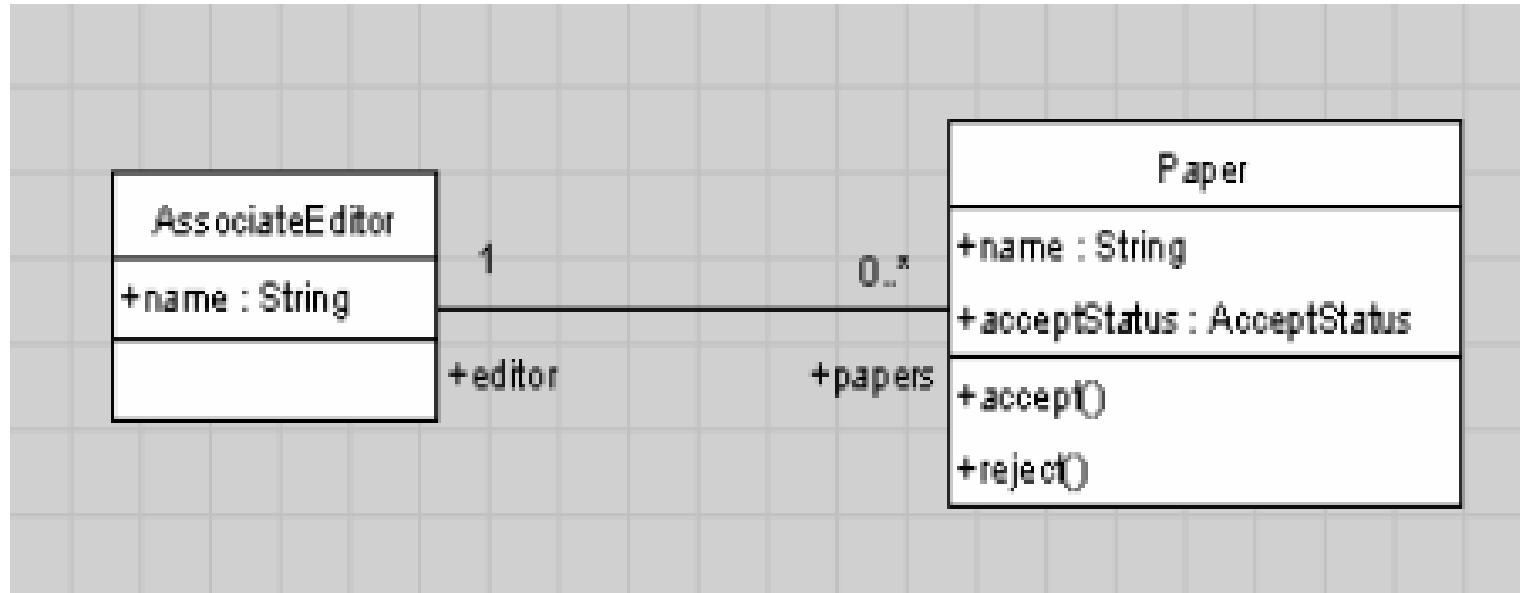 AssociateEditor
+name : String
1
+editor
0..*
+papers
Paper
+name : String
+acceptStatus : AcceptStatus
+accept()
+reject()